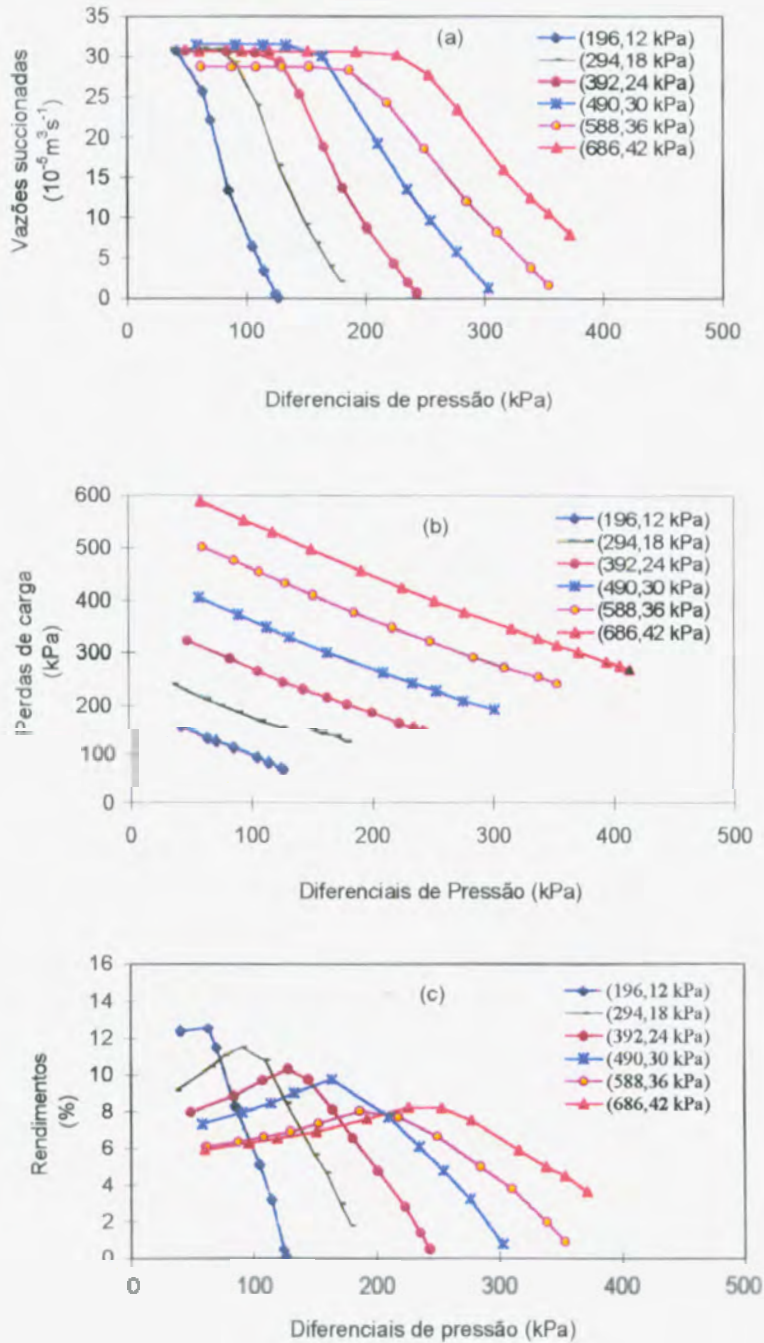 (a)
Vazões succionadas
(10⁻⁵m³s⁻¹)
35
30
25
20
15
10
5
0
0 100 200 300 400 500
Diferenciais de pressão (kPa)
(196,12 kPa)
(294,18 kPa)
(392,24 kPa)
(490,30 kPa)
(588,36 kPa)
(686,42 kPa)
(b)
Perdas de carga
(kPa)
600
500
400
300
200
100
0
0 100 200 300 400 500
Diferenciais de Pressão (kPa)
(196,12 kPa)
(294,18 kPa)
(392,24 kPa)
(490,30 kPa)
(588,36 kPa)
(686,42 kPa)
(c)
Rendimentos
(%)
16
14
12
10
8
6
4
2
0
0 100 200 300 400 500
Diferenciais de pressão (kPa)
(196,12 kPa)
(294,18 kPa)
(392,24 kPa)
(490,30 kPa)
(588,36 kPa)
(686,42 kPa)